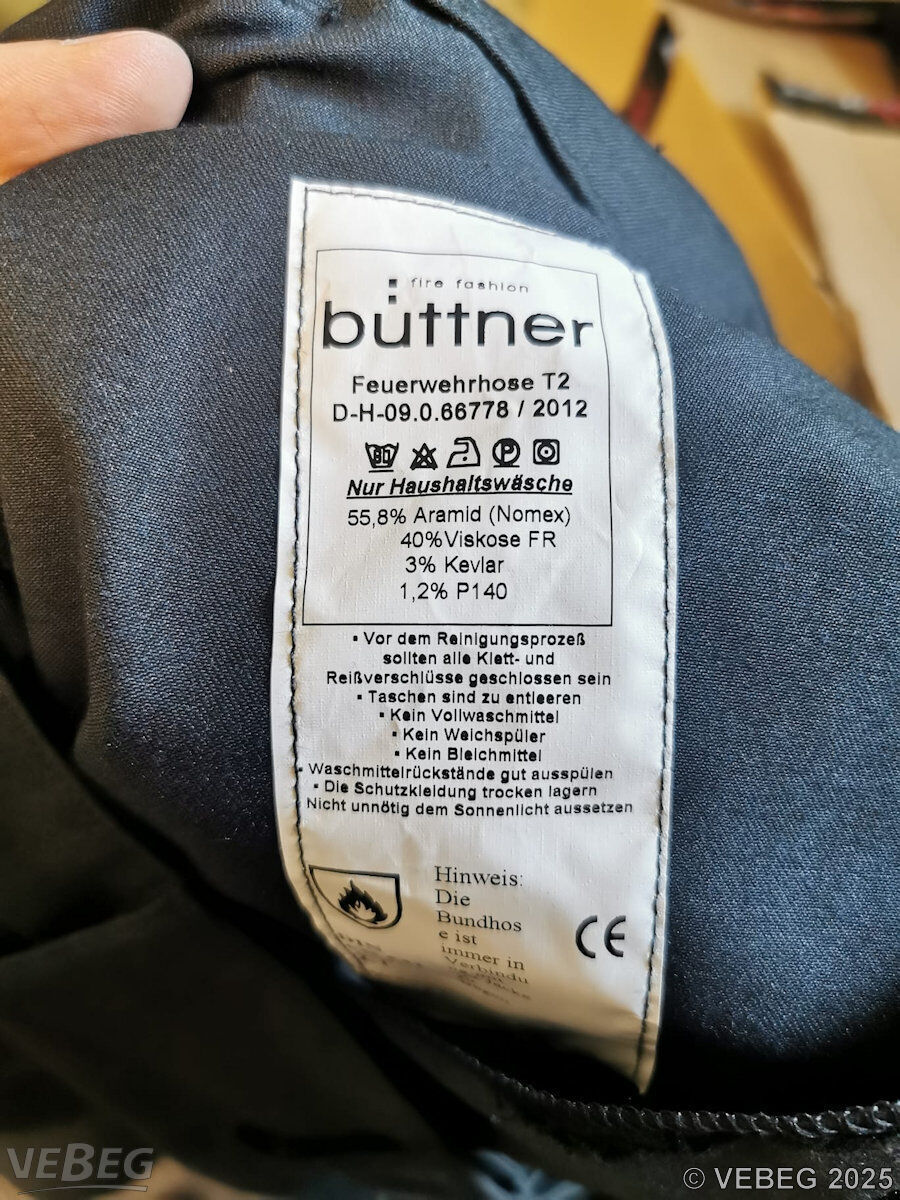 fire fashion
büttner
Feuerwehrhose T2
D-H-09.0.66778 / 2012
Nur Haushaltswäsche
55,8% Aramid (Nomex)
40%Viskose FR
3% Kevlar
1,2% P140
▪ Vor dem Reinigungsprozeß
sollten alle Klett- und
Reißverschlüsse geschlossen sein
▪ Taschen sind zu entleeren
▪ Kein Vollwaschmittel
▪ Kein Weichspüler
▪ Kein Bleichmittel
▪ Waschmittelrückstände gut ausspülen
▪ Die Schutzkleidung trocken lagern
Nicht unnötig dem Sonnenlicht aussetzen
Hinweis:
Die
Bundhos
e ist
immer in
Verbindu
CE
VEBEG
© VEBEG 2025